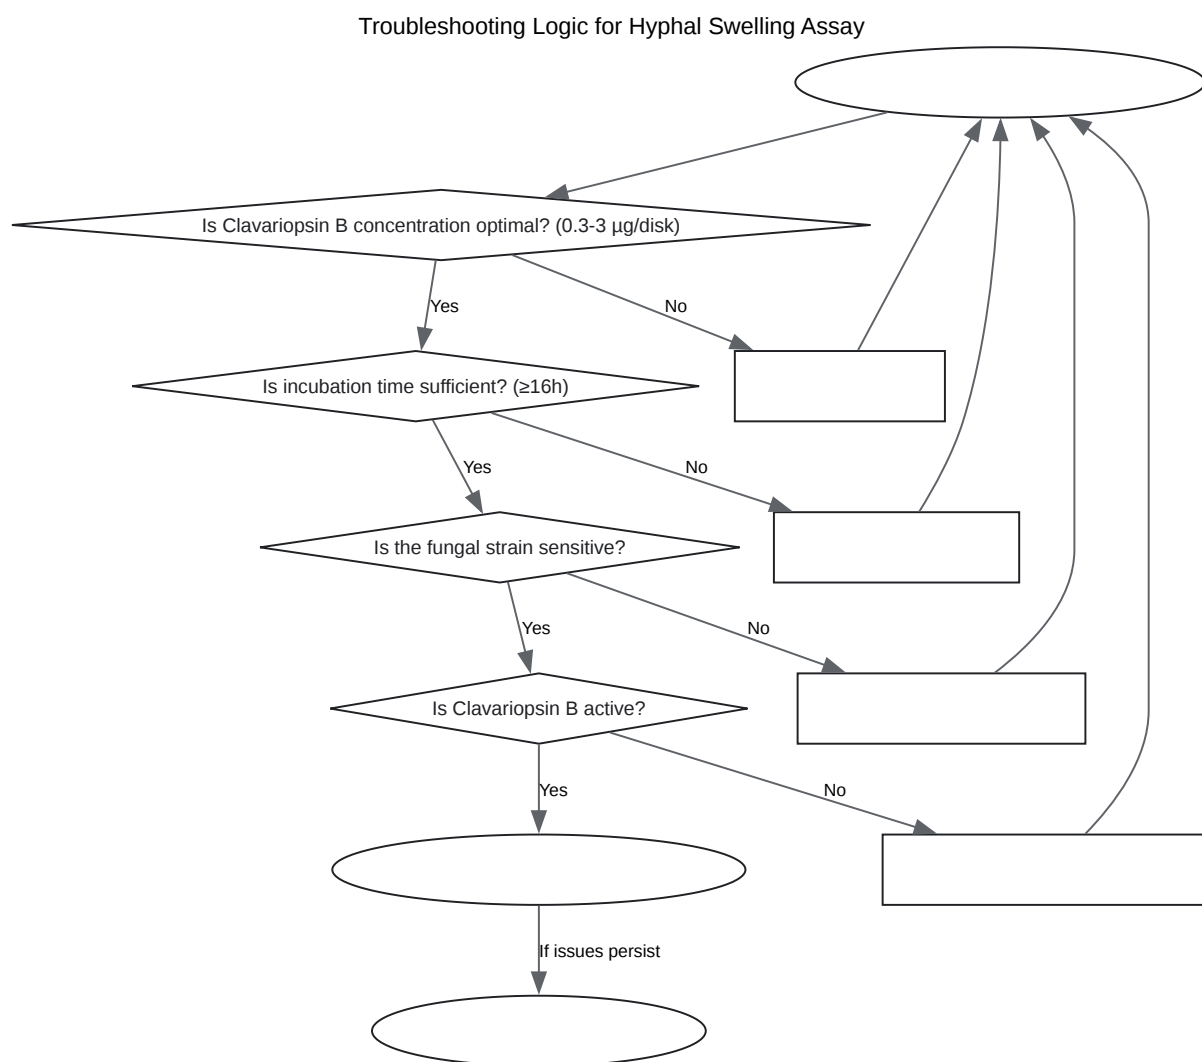 Troubleshooting Logic for Hyphal Swelling Assay
Is Clavariopsin B concentration optimal? (0.3-3 µg/disk)
Yes
No
Is incubation time sufficient? (≥16h)
Yes
No
Is the fungal strain sensitive?
Yes
No
Is Clavariopsin B active?
Yes
No
If issues persist